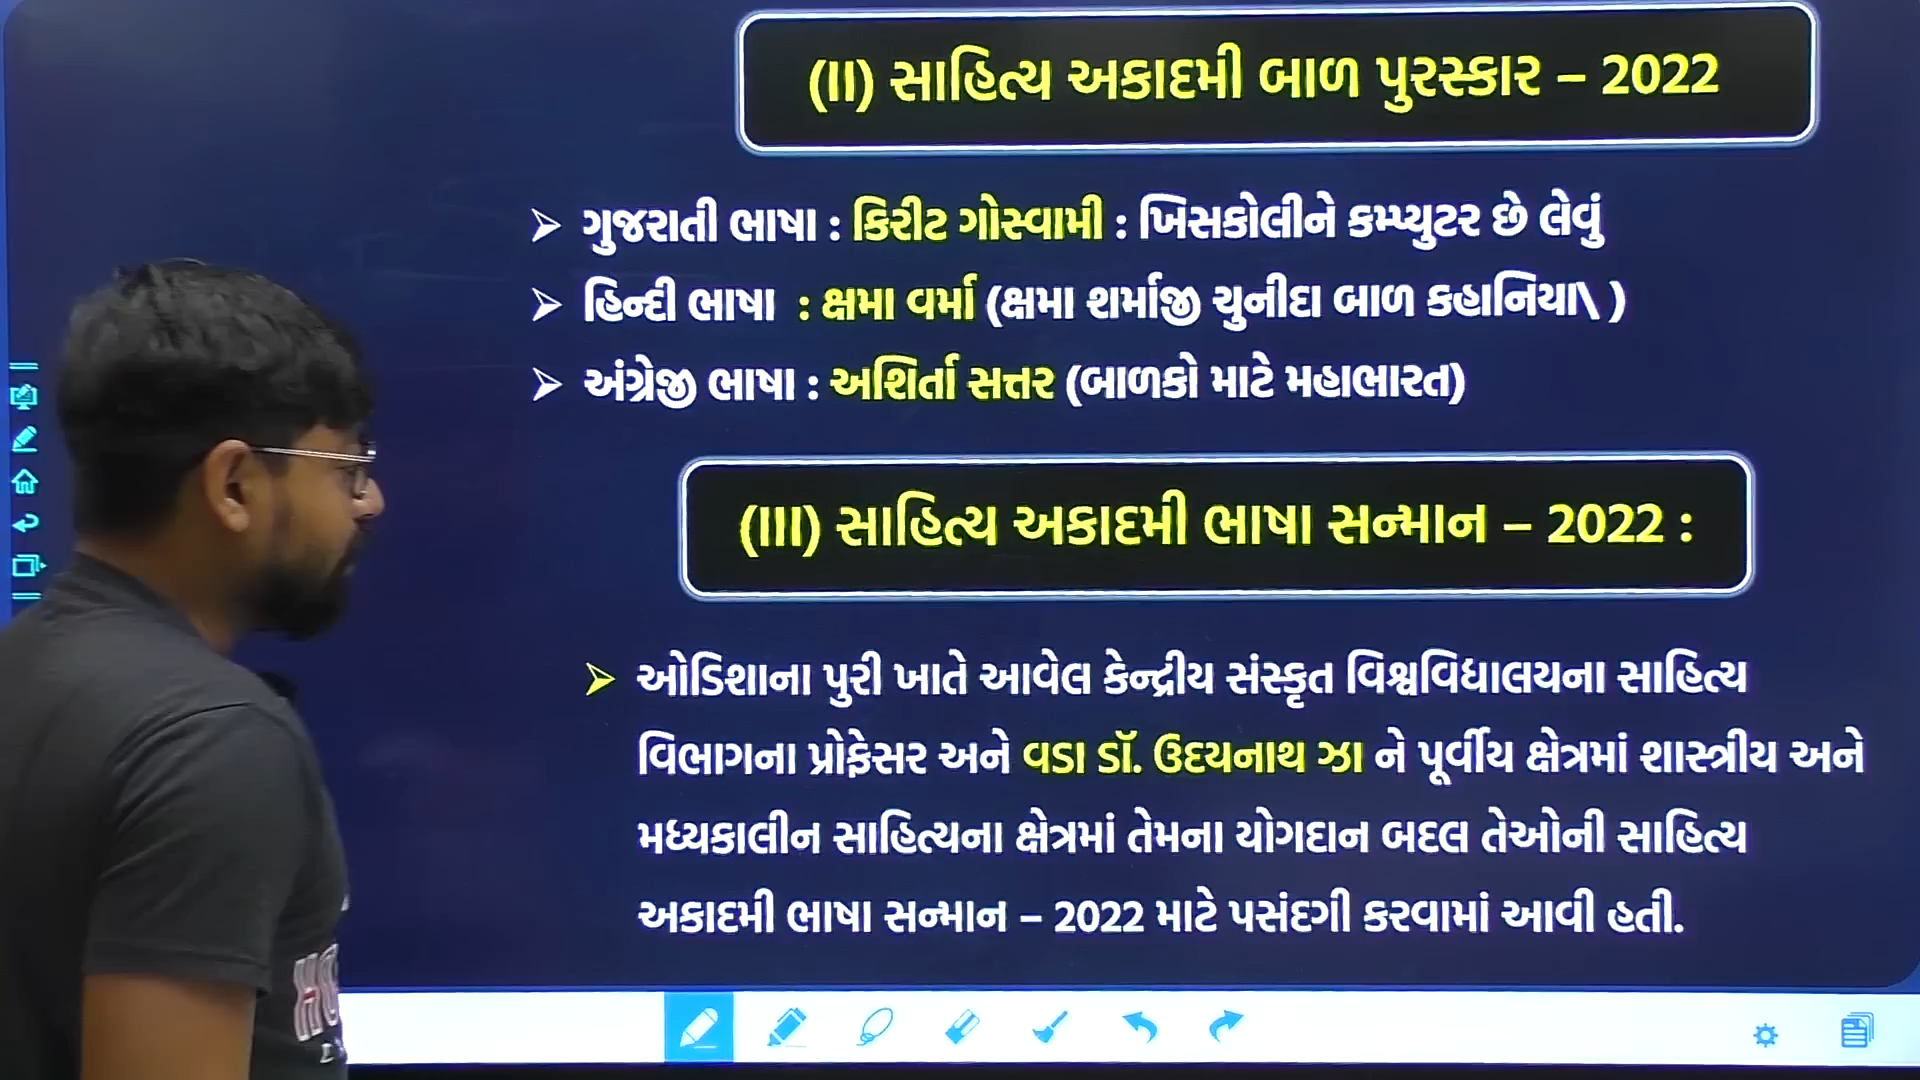 (II) સાહિત્ય અકાદમી બાળ પુરસ્કાર – 2022
➢ ગુજરાતી ભાષા : કિરીટ ગોસ્વામી : ખિસકોલીને કમ્પ્યુટર છે લેવું
➢ હિન્દી ભાષા : ક્ષમા વર્મા (ક્ષમા શર્માજી ચુનીદા બાળ કહાનિયા\ )
➢ અંગ્રેજી ભાષા : અશિર્તા સત્તર (બાળકો માટે મહાભારત)
(III) સાહિત્ય અકાદમી ભાષા સન્માન – 2022 :
➢ ઓડિશાના પુરી ખાતે આવેલ કેન્દ્રીય સંસ્કૃત વિશ્વવિદ્યાલયના સાહિત્ય
વિભાગના પ્રોફેસર અને વડા ડૉ. ઉદયનાથ ઝા ને પૂર્વીય ક્ષેત્રમાં શાસ્ત્રીય અને
મધ્યકાલીન સાહિત્યના ક્ષેત્રમાં તેમના યોગદાન બદલ તેઓની સાહિત્ય
અકાદમી ભાષા સન્માન – 2022 માટે પસંદગી કરવામાં આવી હતી.